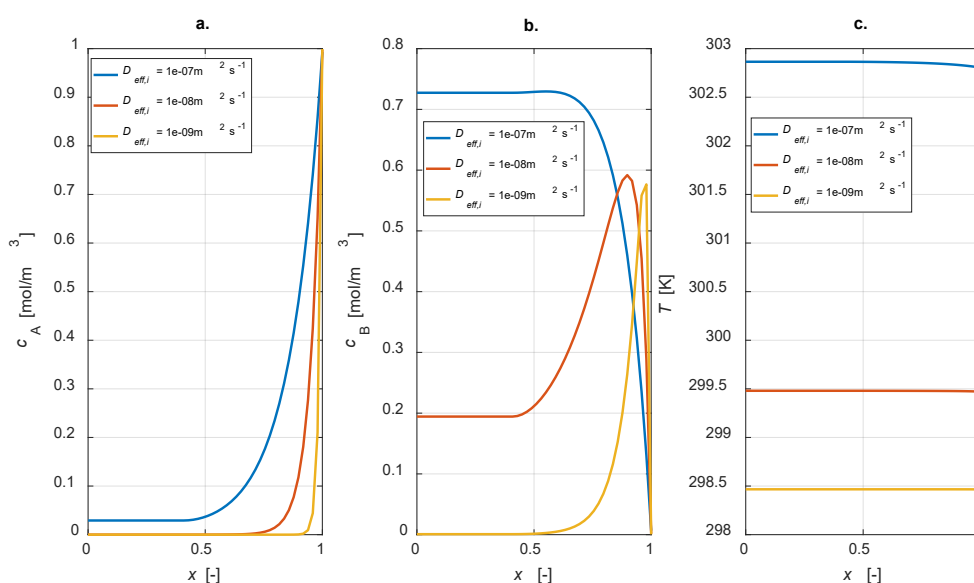 a.
1
0.9
0.8
0.7
0.6
0.5
0.4
0.3
0.2
0.1
0
c A [mol/m 3 ]
D eff,i = 1e-07m 2 s -1
D eff,i = 1e-08m 2 s -1
D eff,i = 1e-09m 2 s -1
0 0.5 1
x [-]
b.
0.8
0.7
0.6
0.5
0.4
0.3
0.2
0.1
0
c B [mol/m 3 ]
D eff,i = 1e-07m 2 s -1
D eff,i = 1e-08m 2 s -1
D eff,i = 1e-09m 2 s -1
0 0.5 1
x [-]
c.
303
302.5
302
301.5
301
300.5
300
299.5
299
298.5
298
T [K]
D eff,i = 1e-07m 2 s -1
D eff,i = 1e-08m 2 s -1
D eff,i = 1e-09m 2 s -1
0 0.5
x [-]